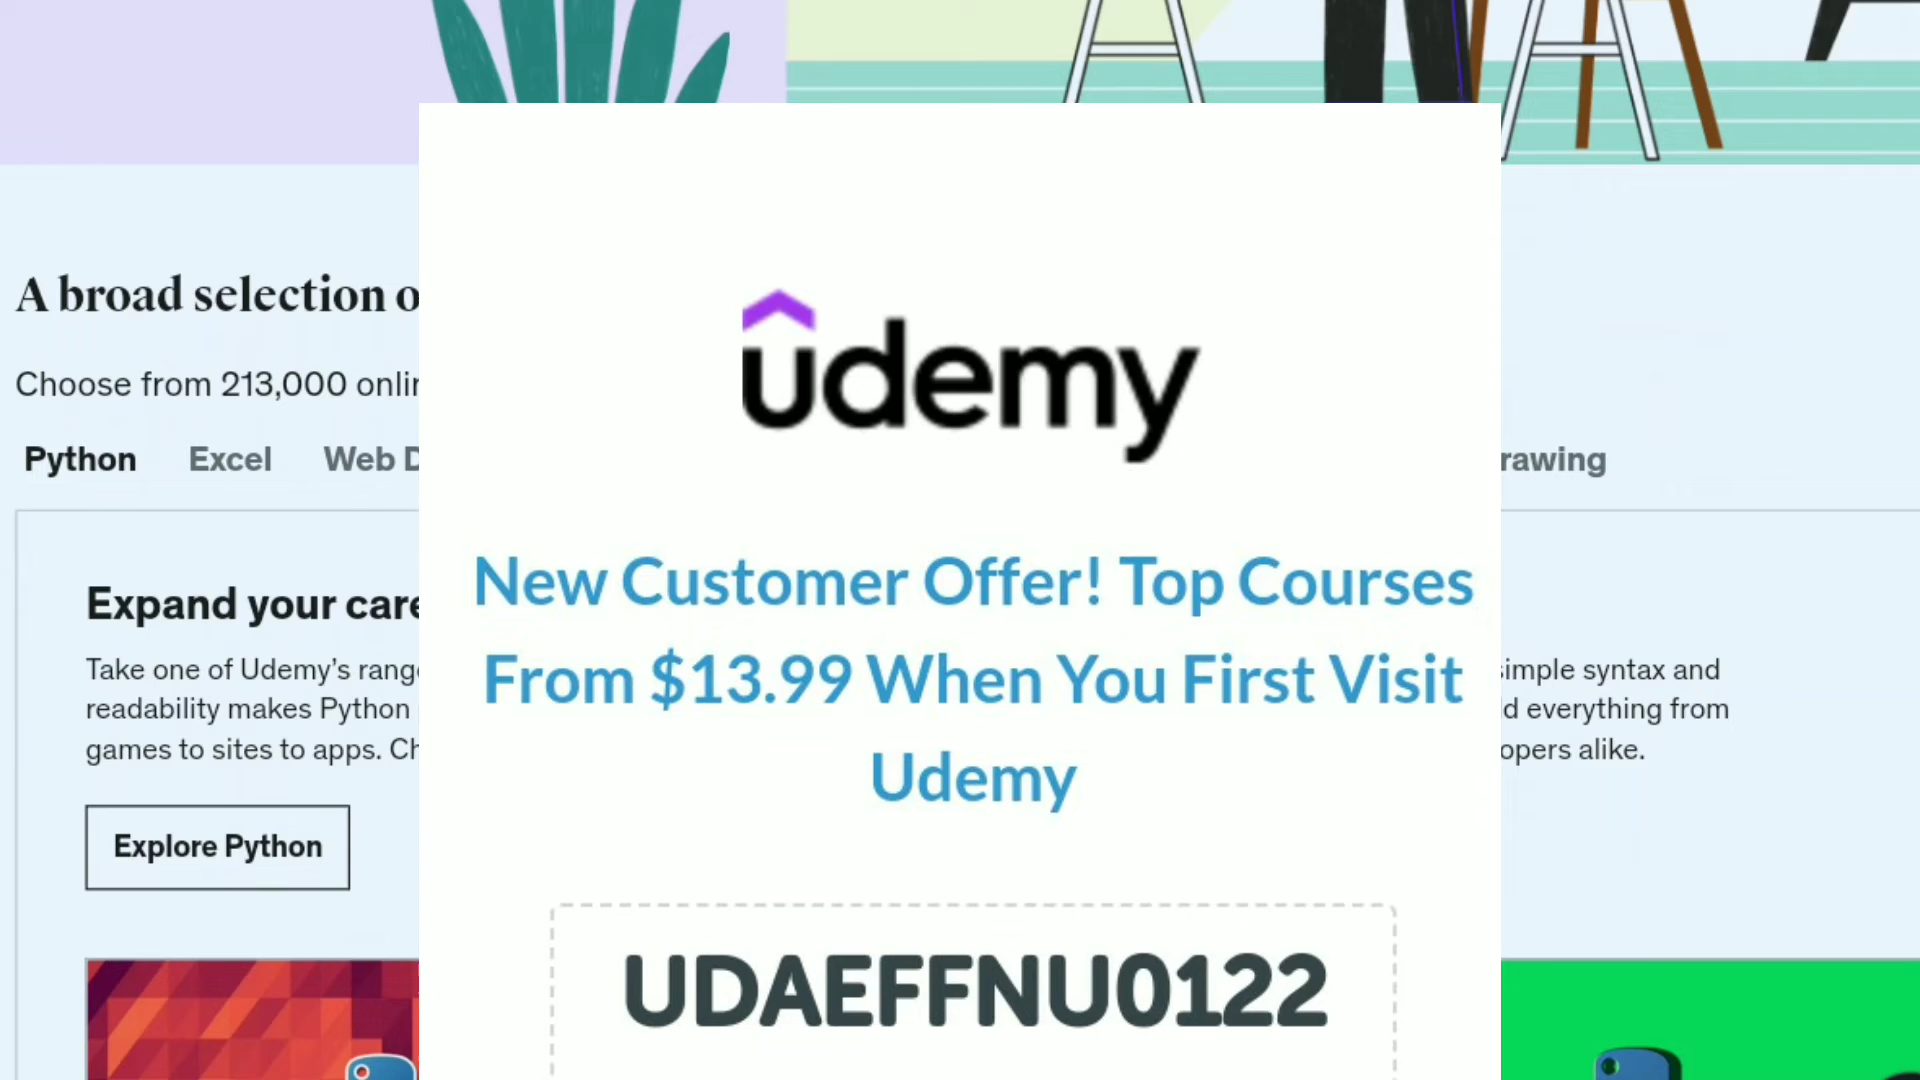 A broad selection o
Choose from 213,000 onlin
Python Excel Web D
rawing
Expand your care
Take one of Udemy’s rang
readability makes Python
games to sites to apps. Ch
simple syntax and
d everything from
opers alike.
Explore Python
udemy
New Customer Offer! Top Courses
From $13.99 When You First Visit
Udemy
UDAEFFNU0122